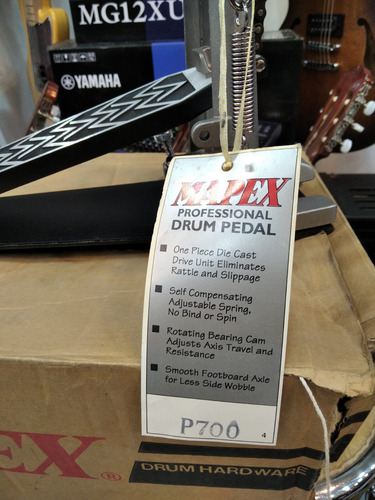 MG12XU
YAMAHA
MAPEX
PROFESSIONAL
DRUM PEDAL
One Piece Die Cast
Drive Unit Eliminates
Rattle and Slippage
Self Compensating
Adjustable Spring,
No Bind or Spin
Rotating Bearing Cam
Adjusts Axis Travel and
Resistance
Smooth Footboard Axle
for Less Side Wobble
P700
4
EX®
DRUM HARDWARE